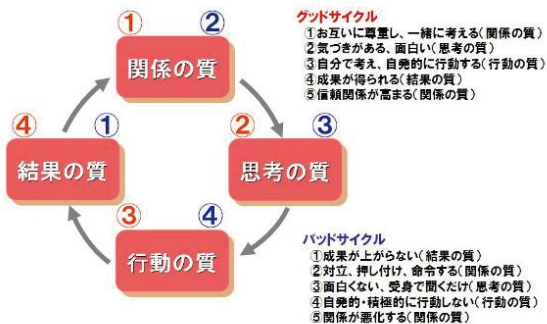 ① ②
関係の質
④ ①
結果の質
② ③
思考の質
③ ④
行動の質
グッドサイクル
①お互いに尊重し、一緒に考える(関係の質)
②気づきがある、面白い(思考の質)
③自分で考え、自発的に行動する(行動の質)
④成果が得られる(結果の質)
⑤信頼関係が高まる(関係の質)
バッドサイクル
①成果が上がらない(結果の質)
②対立、押し付け、命令する(関係の質)
③面白くない、受身で聞くだけ(思考の質)
④自発的・積極的に行動しない(行動の質)
⑤関係が悪化する(関係の質)